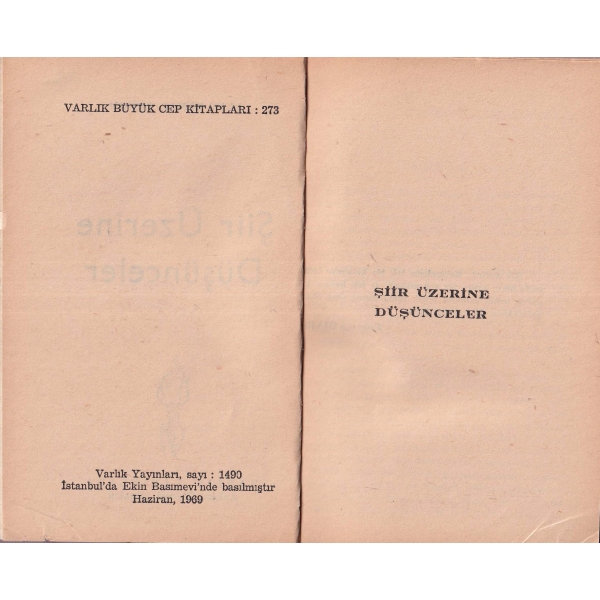 VARLIK BÜYÜK CEP KİTAPLARI : 273
Varlık Yayınları, sayı : 1490
İstanbul'da Ekin Basımevi'nde basılmıştır
Haziran, 1969
ŞİİR ÜZERİNE
DÜŞÜNCELER